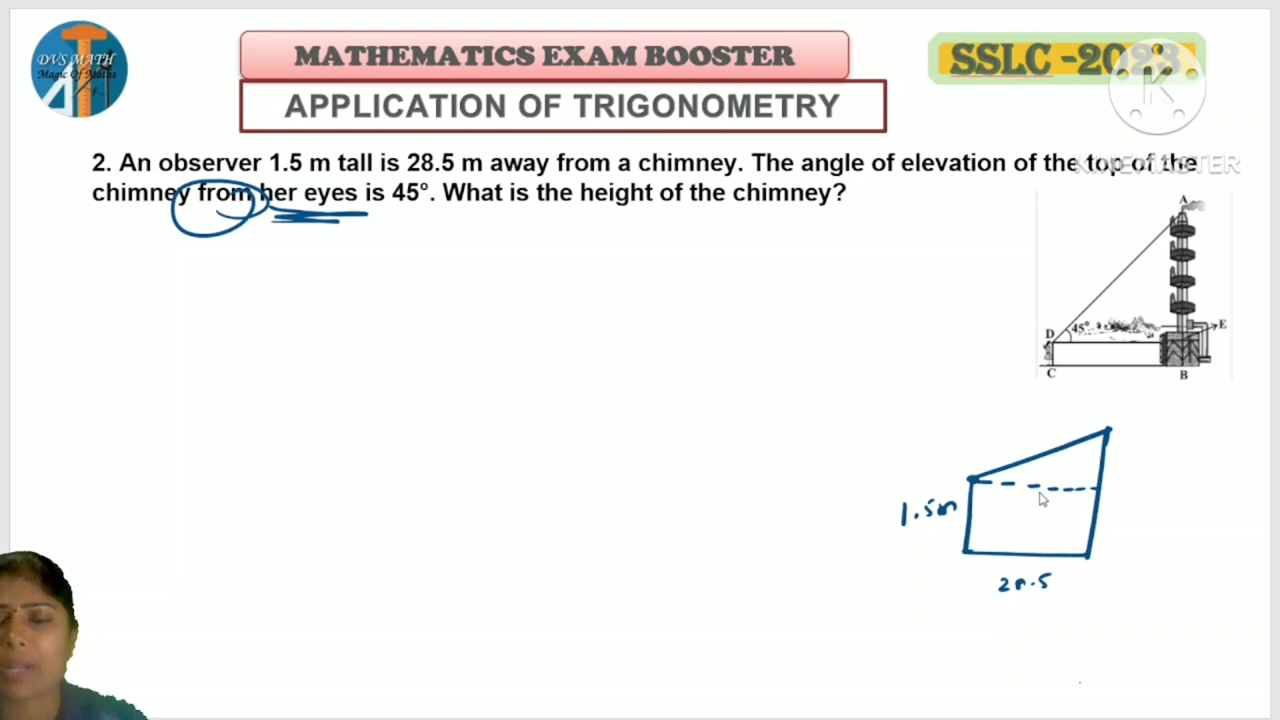 DVS MATH
Magic Of Maths
MATHEMATICS EXAM BOOSTER
SSLC -2023
K
KINEMASTER
APPLICATION OF TRIGONOMETRY
2. An observer 1.5 m tall is 28.5 m away from a chimney. The angle of elevation of the top of the
chimney from her eyes is 45°. What is the height of the chimney?
A
D
45°
E
C
B
1.5m
28.5